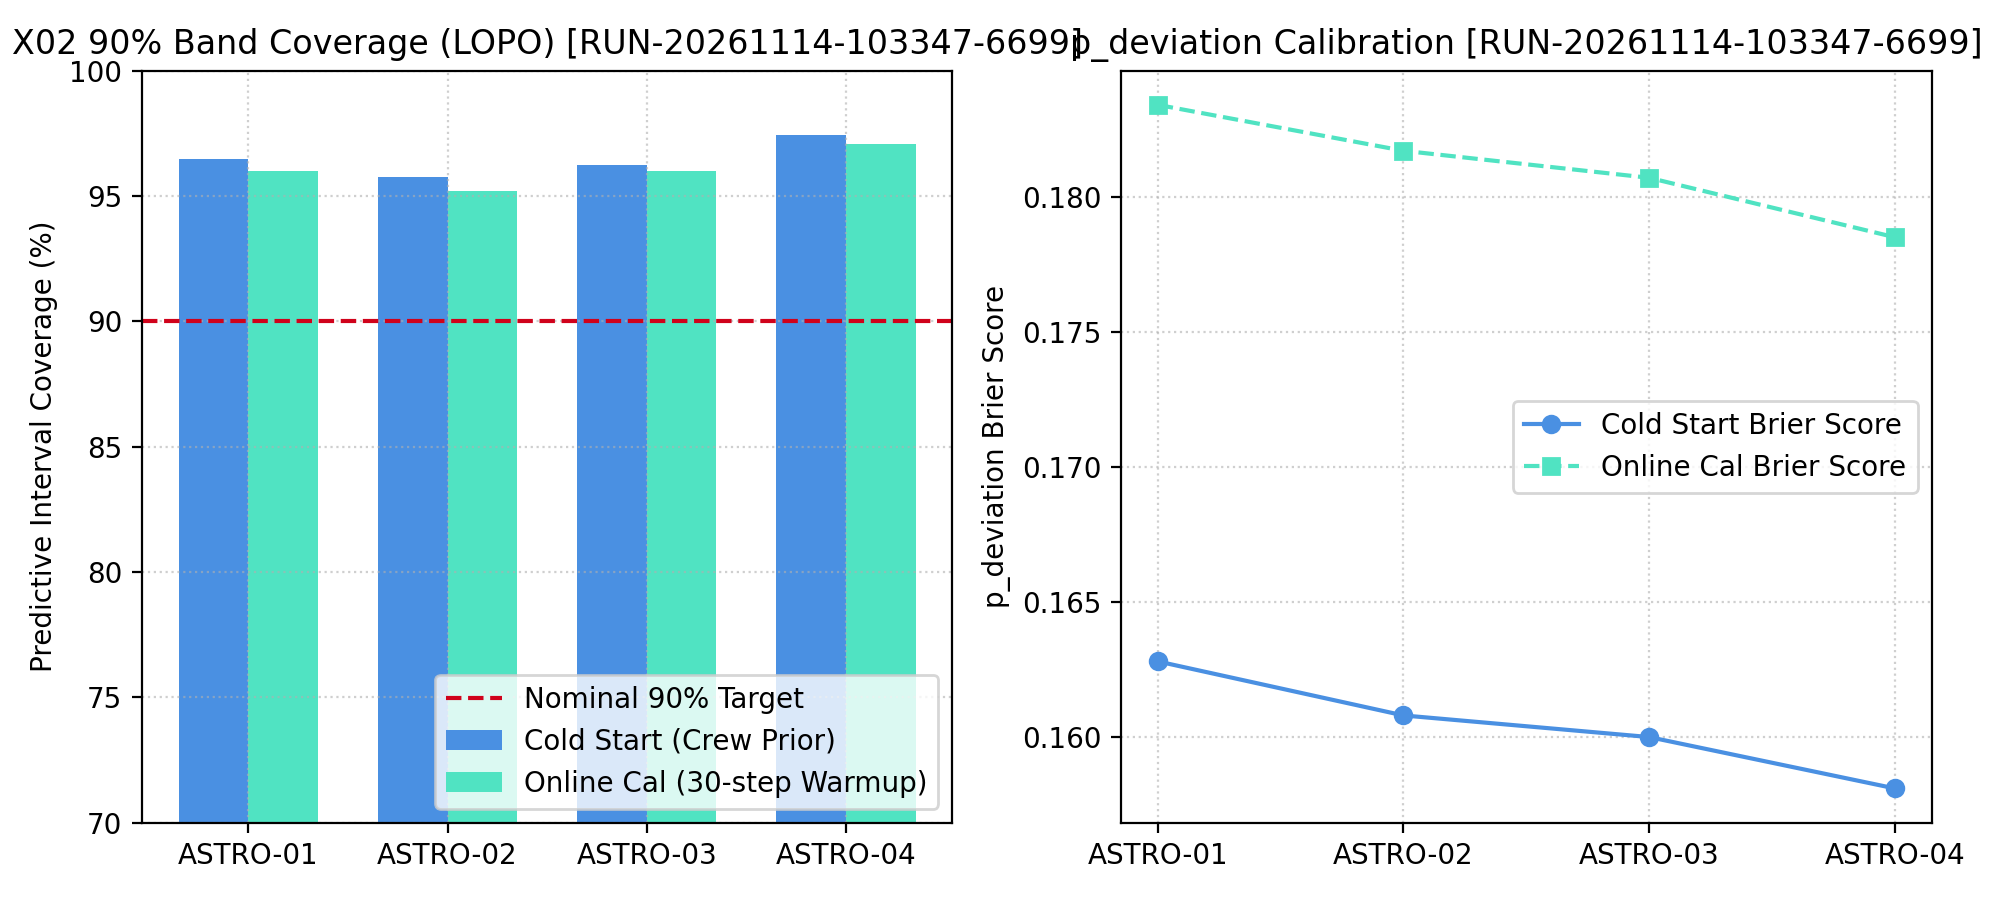 X02 90% Band Coverage (LOPO) [RUN-20261114-103347-6699]
Predictive Interval Coverage (%)
100
95
90
85
80
75
70
Nominal 90% Target
Cold Start (Crew Prior)
Online Cal (30-step Warmup)
ASTRO-01 ASTRO-02 ASTRO-03 ASTRO-04
p_deviation Calibration [RUN-20261114-103347-6699]
p_deviation Brier Score
0.180
0.175
0.170
0.165
0.160
Cold Start Brier Score
Online Cal Brier Score
ASTRO-01 ASTRO-02 ASTRO-03 ASTRO-04